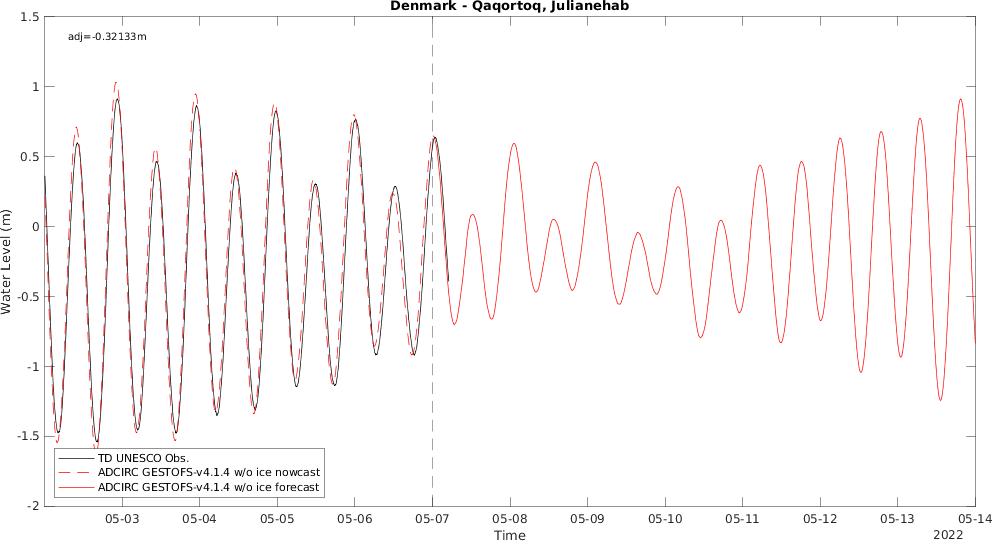 Denmark - Qaqortoq, Julianehab
adj=-0.32133m
1.5
1
0.5
0
-0.5
-1
-1.5
-2
Water Level (m)
TD UNESCO Obs.
ADCIRC GESTOFS-v4.1.4 w/o ice nowcast
ADCIRC GESTOFS-v4.1.4 w/o ice forecast
05-03 05-04 05-05 05-06 05-07 05-08 05-09 05-10 05-11 05-12 05-13 05-14
Time
2022